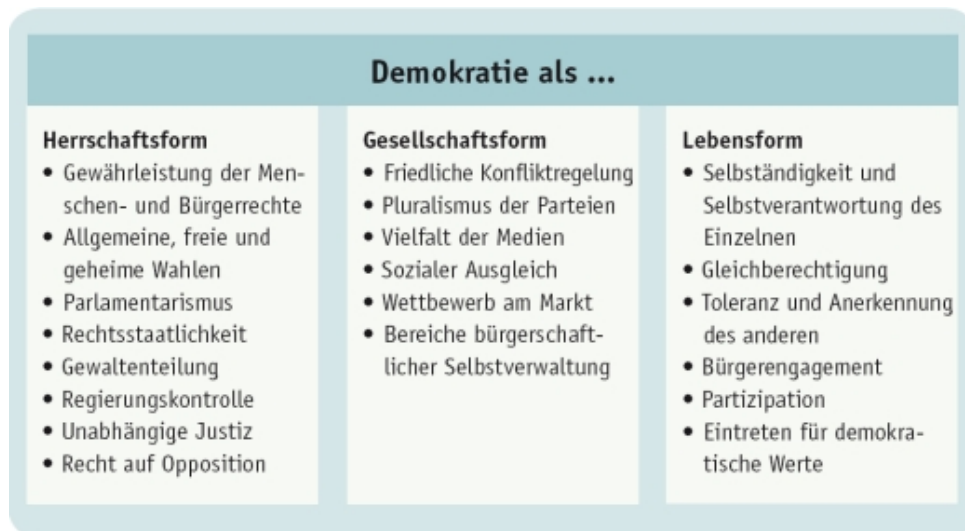 Demokratie als ...
Herrschaftsform
• Gewährleistung der Men-
schen- und Bürgerrechte
• Allgemeine, freie und
geheime Wahlen
• Parlamentarismus
• Rechtsstaatlichkeit
• Gewaltenteilung
• Regierungskontrolle
• Unabhängige Justiz
• Recht auf Opposition
Gesellschaftsform
• Friedliche Konfliktregelung
• Pluralismus der Parteien
• Vielfalt der Medien
• Sozialer Ausgleich
• Wettbewerb am Markt
• Bereiche bürgerschaft-
licher Selbstverwaltung
Lebensform
• Selbständigkeit und
Selbstverantwortung des
Einzelnen
• Gleichberechtigung
• Toleranz und Anerkennung
des anderen
• Bürgerengagement
• Partizipation
• Eintreten für demokra-
tische Werte